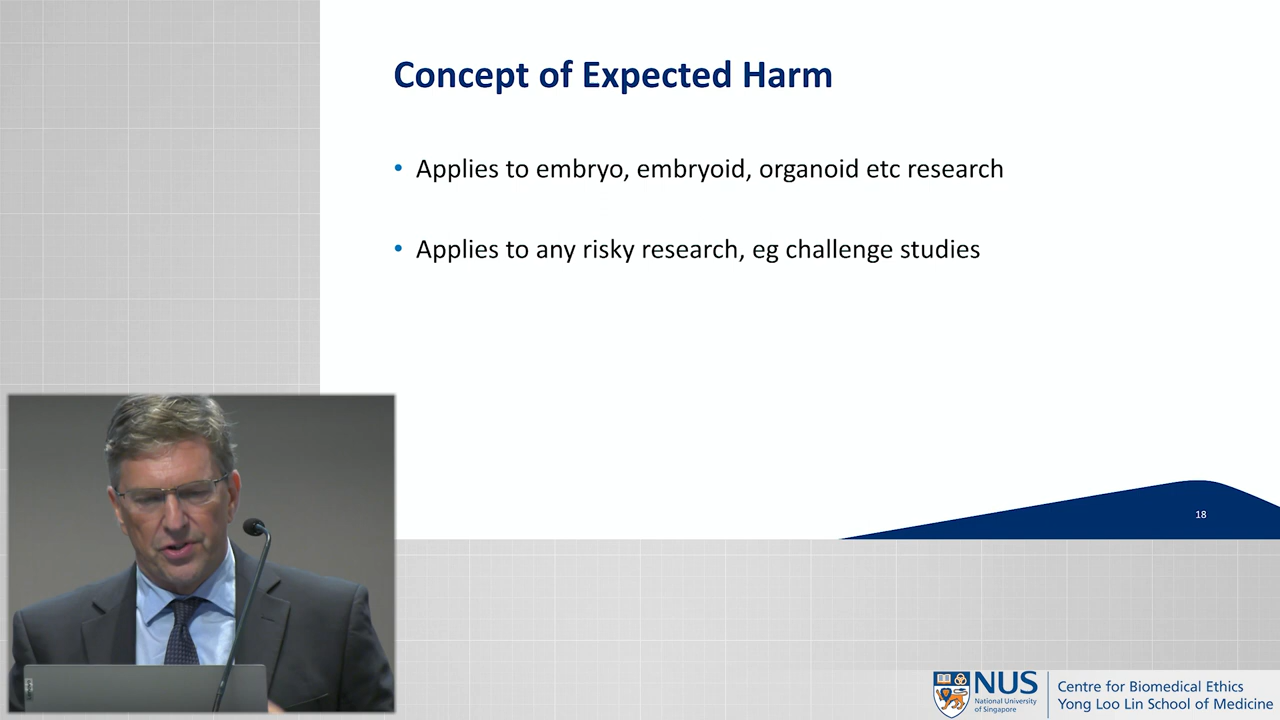 Concept of Expected Harm
• Applies to embryo, embryoid, organoid etc research
• Applies to any risky research, eg challenge studies
18
NUS
National University
of Singapore
Centre for Biomedical Ethics
Yong Loo Lin School of Medicine